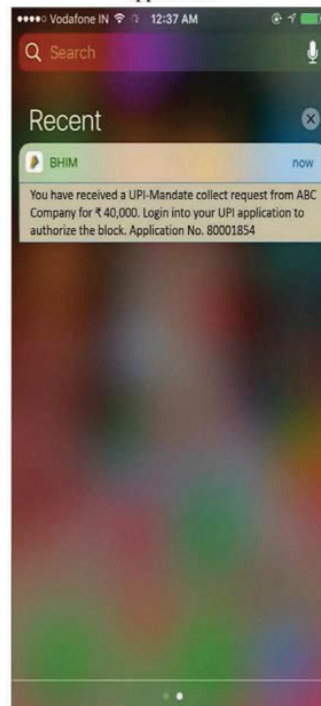 Vodafone IN 12:37 AM
Search
Recent
BHIM now
You have received a UPI-Mandate collect request from ABC
Company for ₹ 40,000. Login into your UPI application to
authorize the block. Application No. 80001854